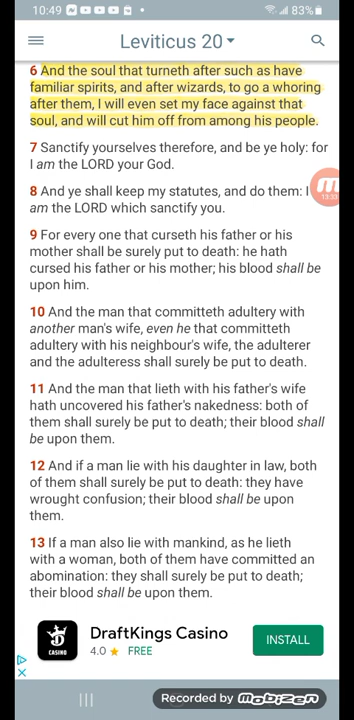 10:49
83%
Leviticus 20
6 And the soul that turneth after such as have
familiar spirits, and after wizards, to go a whoring
after them, I will even set my face against that
soul, and will cut him off from among his people.
7 Sanctify yourselves therefore, and be ye holy: for
I am the LORD your God.
8 And ye shall keep my statutes, and do them: I
am the LORD which sanctify you.
9 For every one that curseth his father or his
mother shall be surely put to death: he hath
cursed his father or his mother; his blood shall be
upon him.
10 And the man that committeth adultery with
another man's wife, even he that committeth
adultery with his neighbour's wife, the adulterer
and the adulteress shall surely be put to death.
11 And the man that lieth with his father's wife
hath uncovered his father's nakedness: both of
them shall surely be put to death; their blood shall
be upon them.
12 And if a man lie with his daughter in law, both
of them shall surely be put to death: they have
wrought confusion; their blood shall be upon
them.
13 If a man also lie with mankind, as he lieth
with a woman, both of them have committed an
abomination: they shall surely be put to death;
their blood shall be upon them.
DraftKings Casino
4.0 ★ FREE
INSTALL
CASINO
Recorded by mobizen